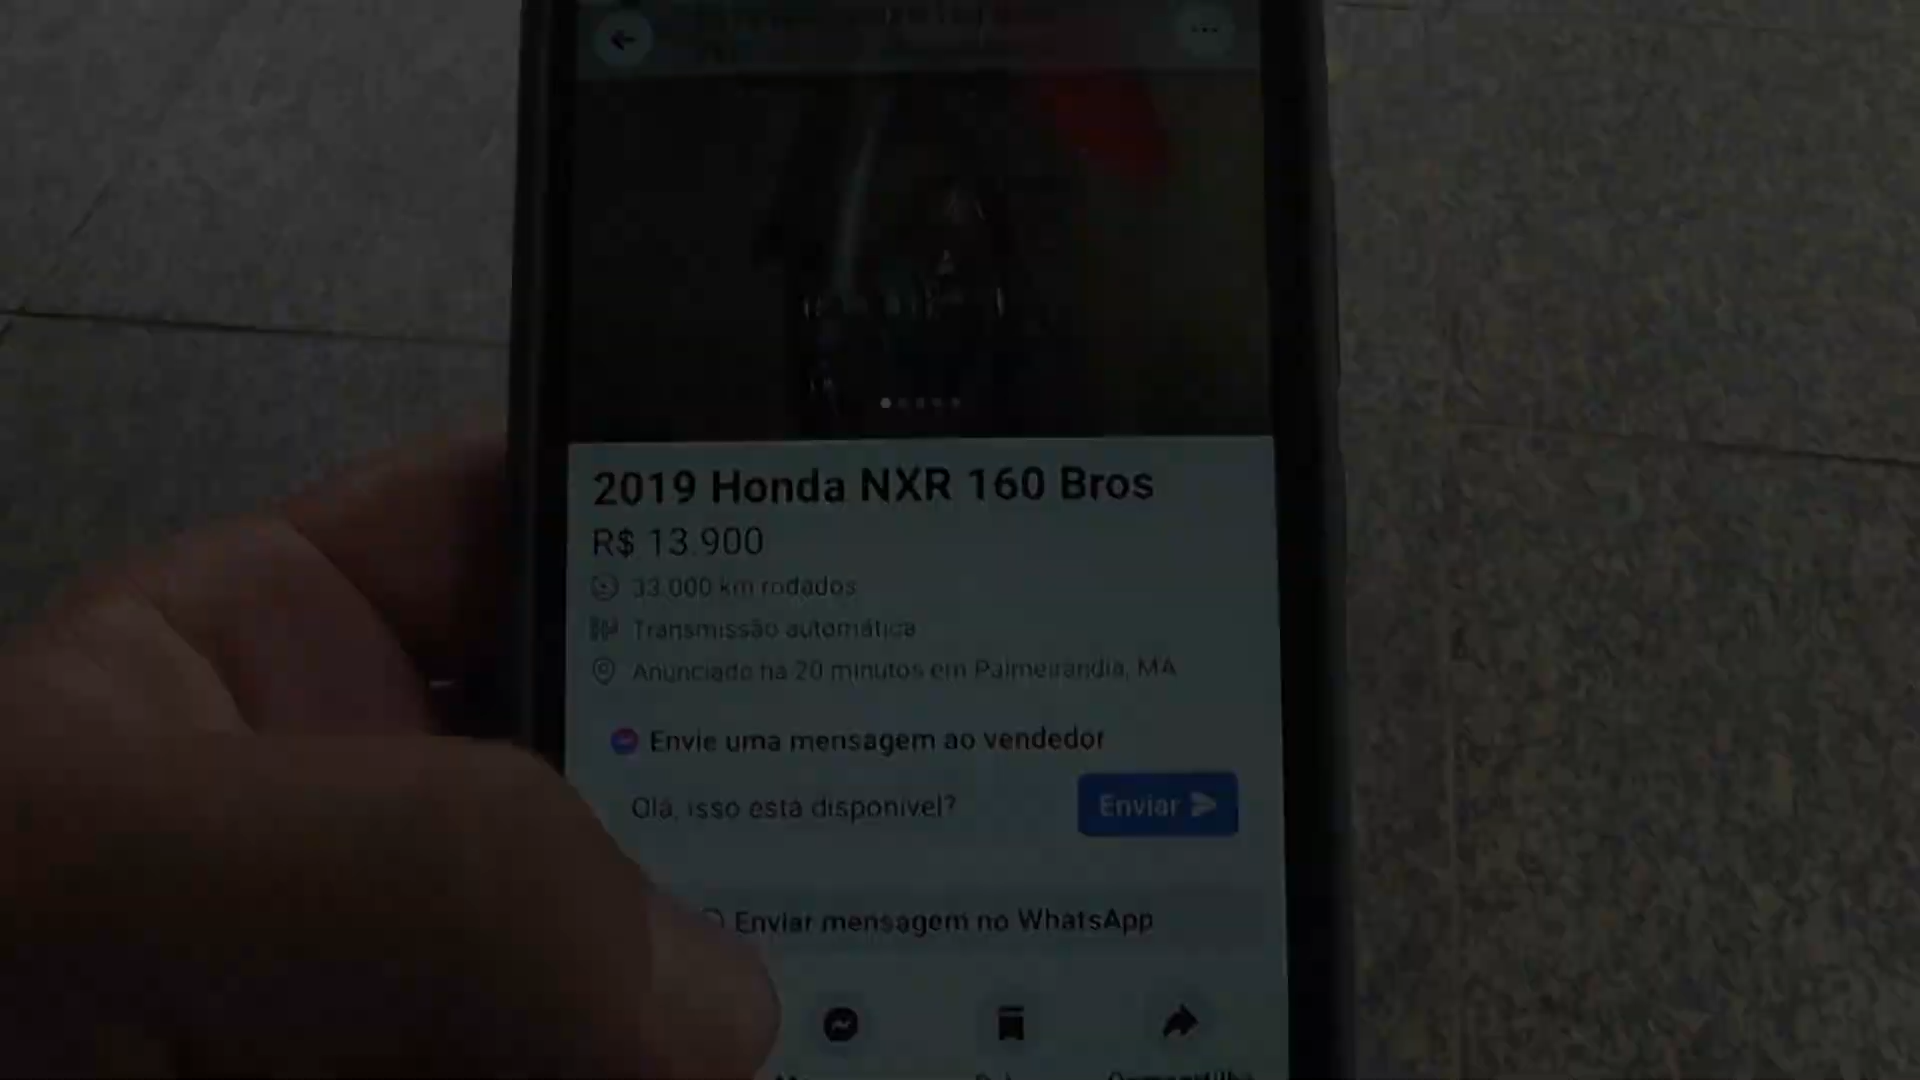 2019 Honda NXR 160 Bros
R$ 13.900
33.000 km rodados
Transmissão automática
Anunciado há 20 minutos em Palmeirândia, MA
Envie uma mensagem ao vendedor
Olá, isso está disponível?
Enviar
Enviar mensagem no WhatsApp